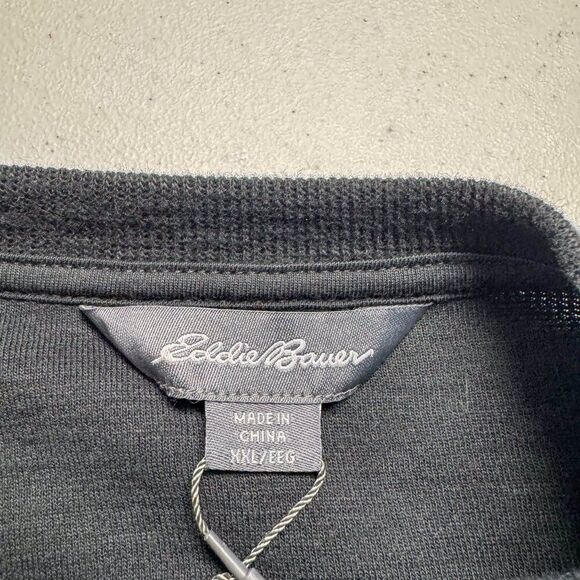 Eddie Bauer
MADE IN
CHINA
XXL/EEG